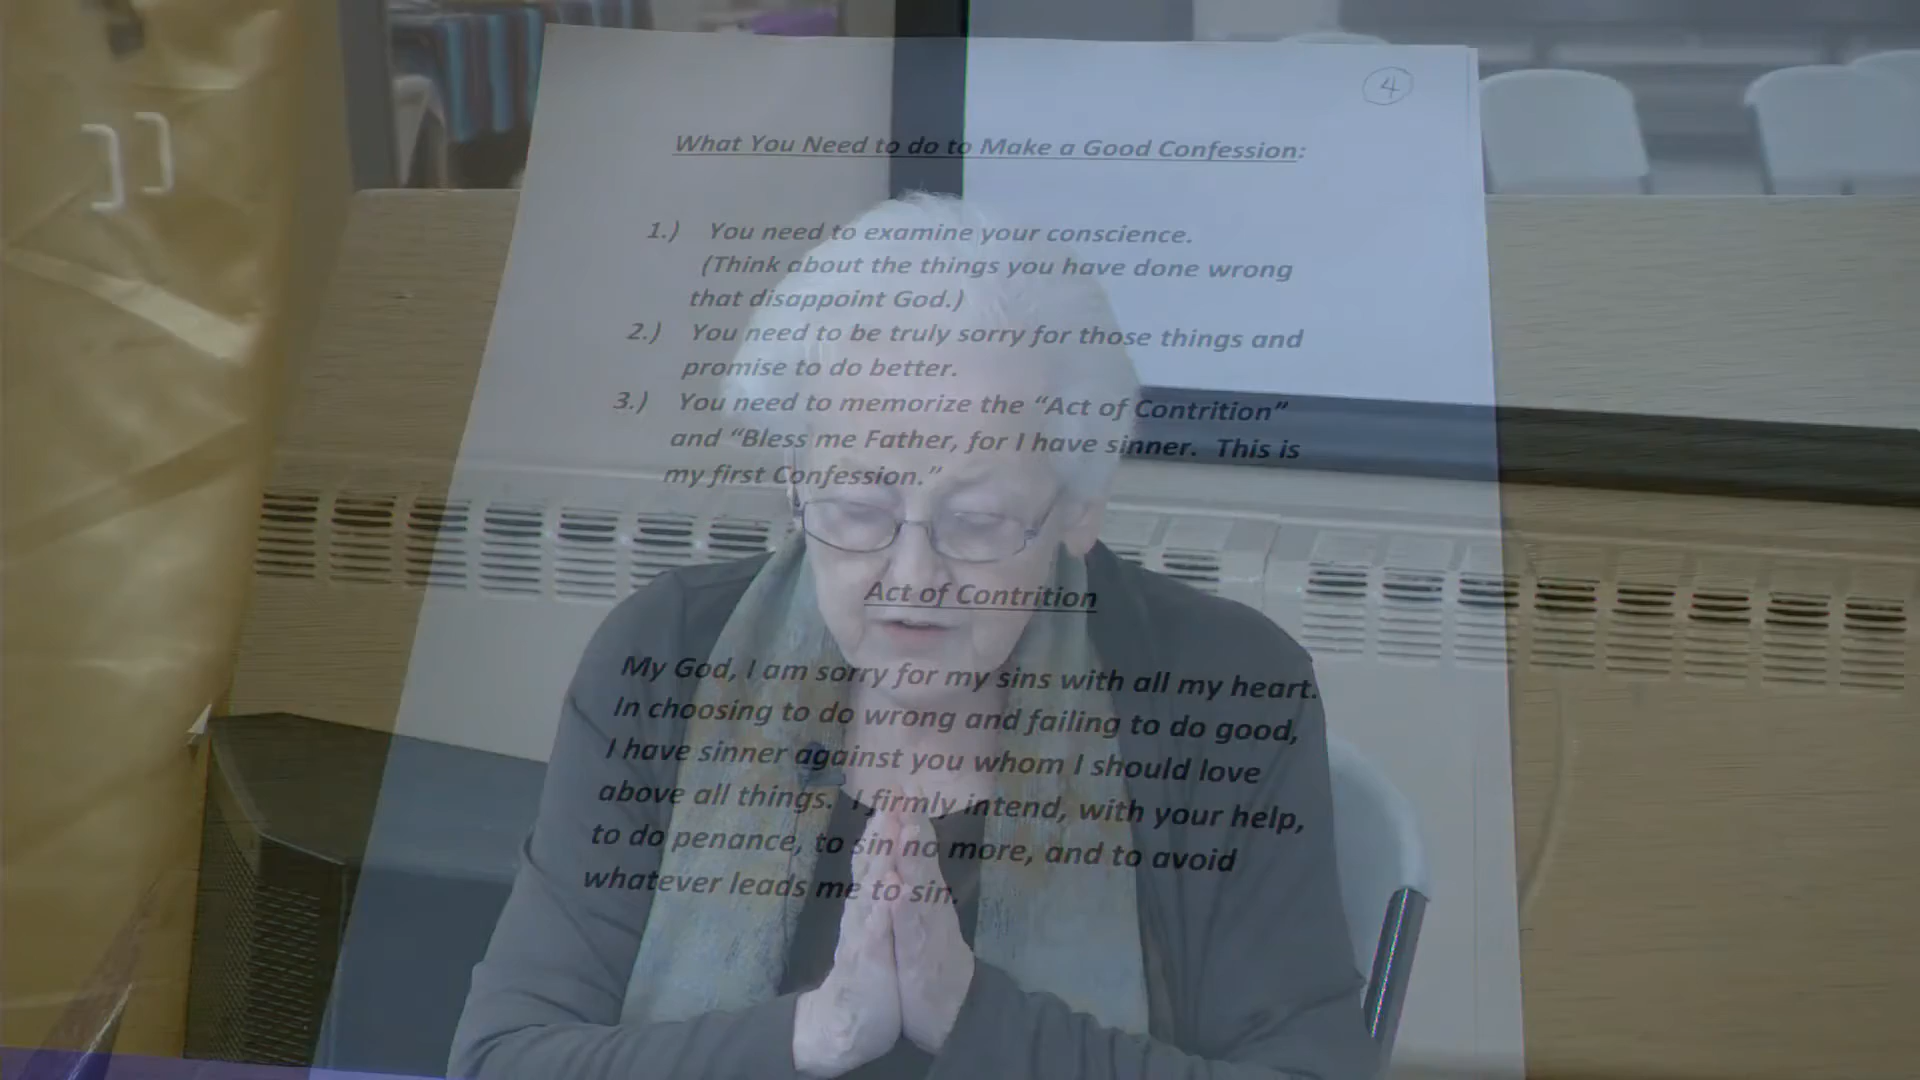 4
What You Need to do to Make a Good Confession:
1.) You need to examine your conscience.
(Think about the things you have done wrong
that disappoint God.)
2.) You need to be truly sorry for those things and
promise to do better.
3.) You need to memorize the “Act of Contrition”
and “Bless me Father, for I have sinner. This is
my first Confession.”
Act of Contrition
My God, I am sorry for my sins with all my heart.
In choosing to do wrong and failing to do good,
I have sinner against you whom I should love
above all things. I firmly intend, with your help,
to do penance, to sin no more, and to avoid
whatever leads me to sin.